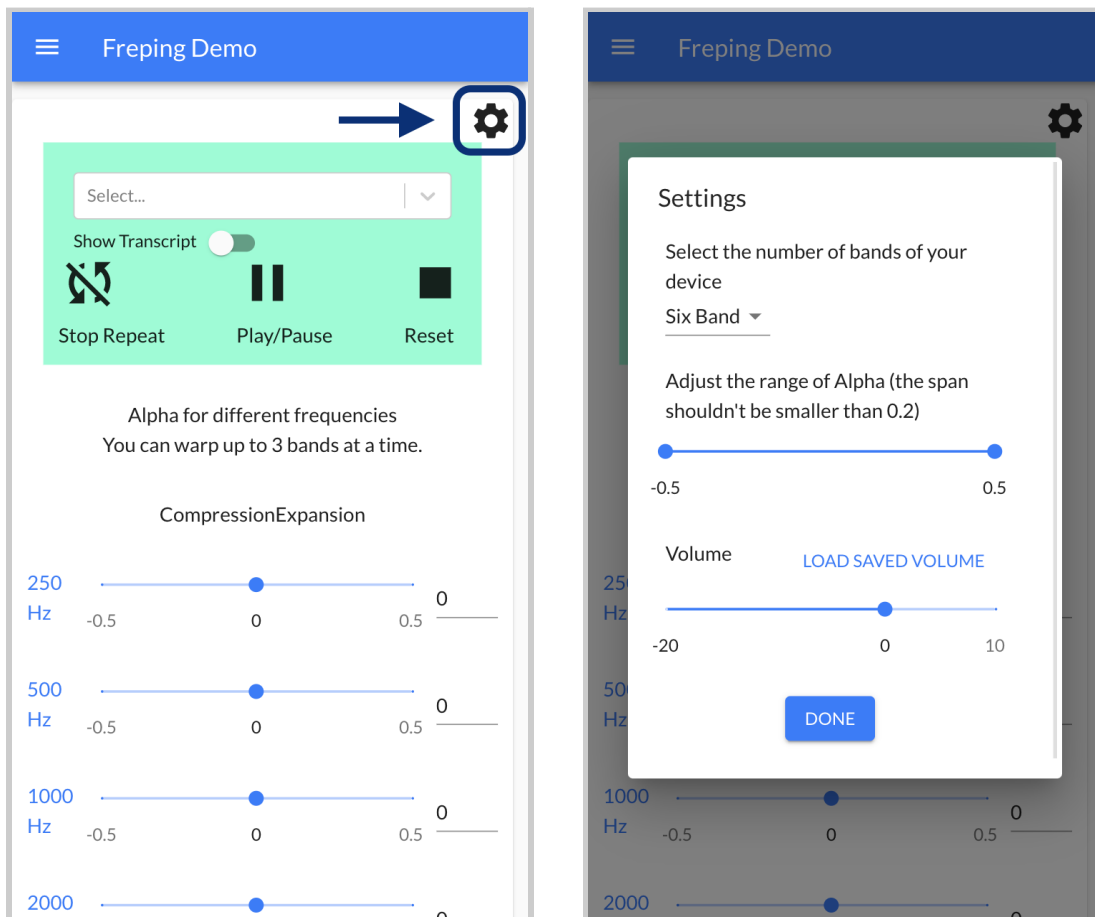 Freping Demo
Select...
Show Transcript
Stop Repeat Play/Pause Reset
Alpha for different frequencies
You can warp up to 3 bands at a time.
CompressionExpansion
250
Hz
-0.5 0 0.5 0
500
Hz
-0.5 0 0.5 0
1000
Hz
-0.5 0 0.5 0
2000
Freping Demo
Settings
Select the number of bands of your
device
Six Band
Adjust the range of Alpha (the span
shouldn't be smaller than 0.2)
-0.5 0.5
Volume LOAD SAVED VOLUME
-20 0 10
DONE
1000
Hz
-0.5 0 0.5 0
2000